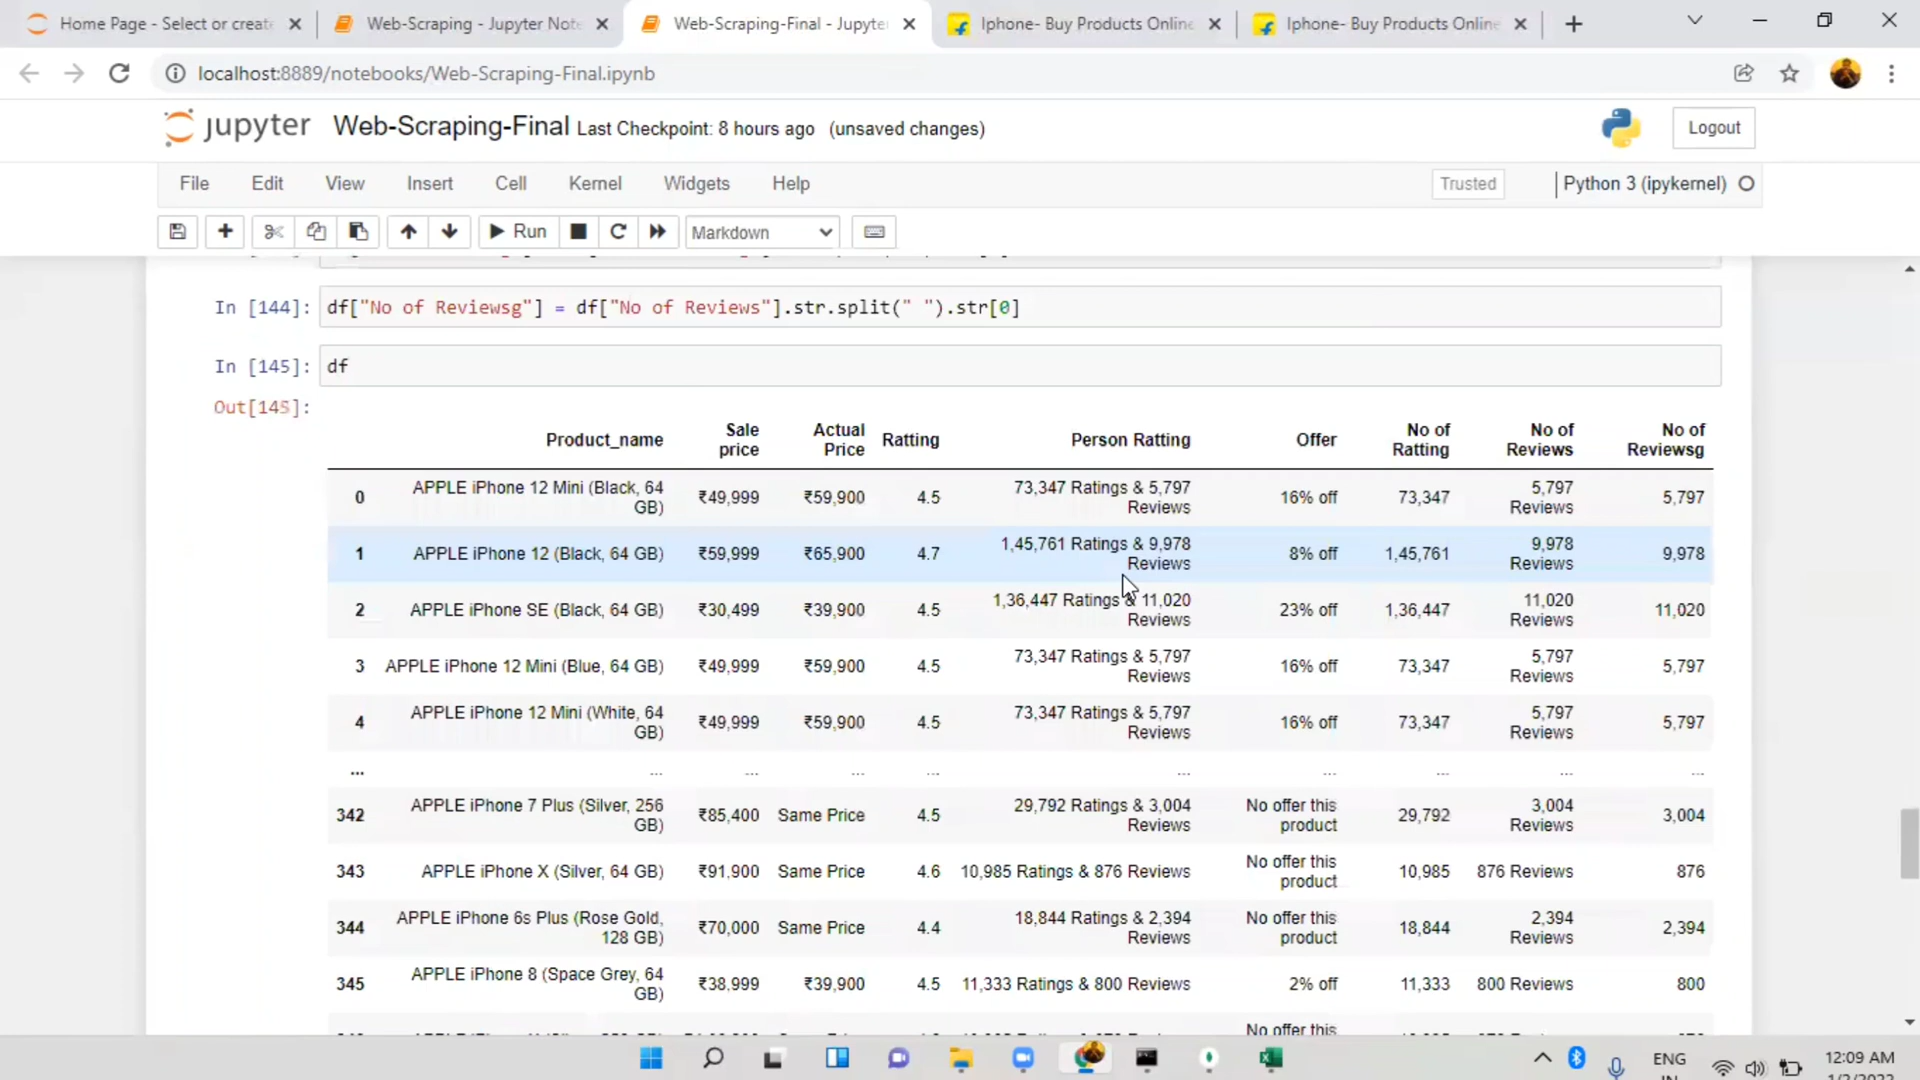 Home Page - Select or create
Web-Scraping - Jupyter Note
Web-Scraping-Final - Jupyter
Iphone- Buy Products Online
Iphone- Buy Products Online
localhost:8889/notebooks/Web-Scraping-Final.ipynb
jupyter Web-Scraping-Final Last Checkpoint: 8 hours ago (unsaved changes)
Logout
File Edit View Insert Cell Kernel Widgets Help
Trusted
Python 3 (ipykernel)
Run
Markdown
In [144]: df["No of Reviewsg"] = df["No of Reviews"].str.split(" ").str[0]
In [145]: df
Out[145]:
Product_name Sale price Actual Price Ratting Person Ratting Offer No of Ratting No of Reviews No of Reviewsg
0 APPLE iPhone 12 Mini (Black, 64 GB) ₹49,999 ₹59,900 4.5 73,347 Ratings & 5,797 Reviews 16% off 73,347 5,797 Reviews 5,797
1 APPLE iPhone 12 (Black, 64 GB) ₹59,999 ₹65,900 4.7 1,45,761 Ratings & 9,978 Reviews 8% off 1,45,761 9,978 Reviews 9,978
2 APPLE iPhone SE (Black, 64 GB) ₹30,499 ₹39,900 4.5 1,36,447 Ratings & 11,020 Reviews 23% off 1,36,447 11,020 Reviews 11,020
3 APPLE iPhone 12 Mini (Blue, 64 GB) ₹49,999 ₹59,900 4.5 73,347 Ratings & 5,797 Reviews 16% off 73,347 5,797 Reviews 5,797
4 APPLE iPhone 12 Mini (White, 64 GB) ₹49,999 ₹59,900 4.5 73,347 Ratings & 5,797 Reviews 16% off 73,347 5,797 Reviews 5,797
... ... ... ... ... ... ... ... ... ...
342 APPLE iPhone 7 Plus (Silver, 256 GB) ₹85,400 Same Price 4.5 29,792 Ratings & 3,004 Reviews No offer this product 29,792 3,004 Reviews 3,004
343 APPLE iPhone X (Silver, 64 GB) ₹91,900 Same Price 4.6 10,985 Ratings & 876 Reviews No offer this product 10,985 876 Reviews 876
344 APPLE iPhone 6s Plus (Rose Gold, 128 GB) ₹70,000 Same Price 4.4 18,844 Ratings & 2,394 Reviews No offer this product 18,844 2,394 Reviews 2,394
345 APPLE iPhone 8 (Space Grey, 64 GB) ₹38,999 ₹39,900 4.5 11,333 Ratings & 800 Reviews 2% off 11,333 800 Reviews 800
No offer this
ENG
12:09 AM